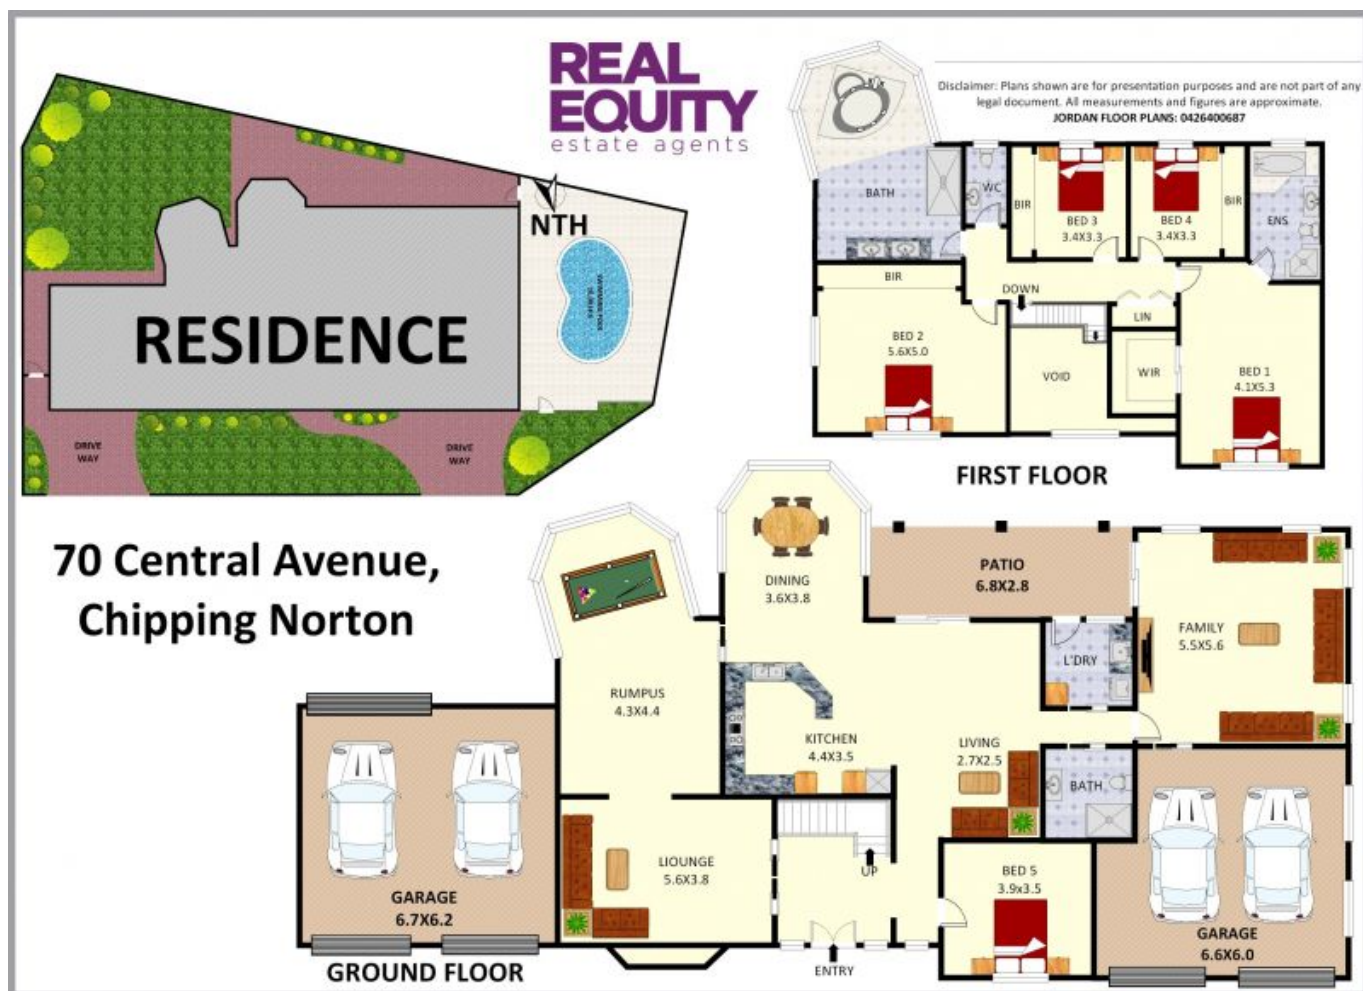 REAL
EQUITY
estate agents
Disclaimer: Plans shown are for presentation purposes and are not part of any
legal document. All measurements and figures are approximate.
JORDAN FLOOR PLANS: 0426400687
NTH
SWIMMING POOL
RESIDENCE
DRIVE
WAY
DRIVE
WAY
BATH
WC
BIR
BED 3
3.4X3.3
BED 4
3.4X3.3
BIR
ENS
BIR
DOWN
LIN
BED 2
5.6X5.0
VOID
WIR
BED 1
4.1X5.3
FIRST FLOOR
70 Central Avenue,
Chipping Norton
DINING
3.6X3.8
PATIO
6.8X2.8
FAMILY
5.5X5.6
L'DRY
RUMPUS
4.3X4.4
KITCHEN
4.4X3.5
LIVING
2.7X2.5
BATH
LIOUNGE
5.6X3.8
UP
BED 5
3.9x3.5
GARAGE
6.7X6.2
GARAGE
6.6X6.0
ENTRY
GROUND FLOOR